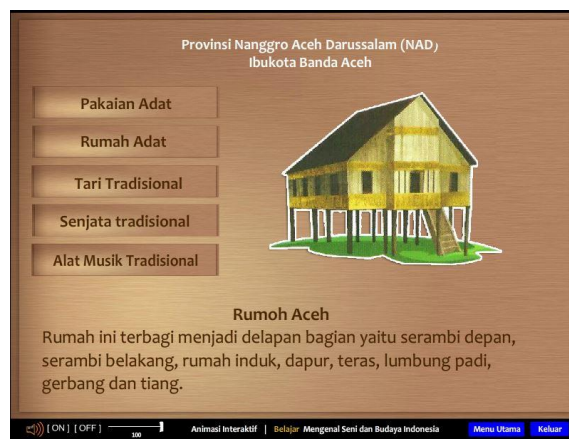 Provinsi Nanggro Aceh Darussalam (NAD)
Ibukota Banda Aceh
Pakaian Adat
Rumah Adat
Tari Tradisional
Senjata tradisional
Alat Musik Tradisional
Rumoh Aceh
Rumah ini terbagi menjadi delapan bagian yaitu serambi depan,
serambi belakang, rumah induk, dapur, teras, lumbung padi,
gerbang dan tiang.
[ ON ] [ OFF ] 100 Animasi Interaktif | Belajar Mengenal Seni dan Budaya Indonesia Menu Utama Keluar